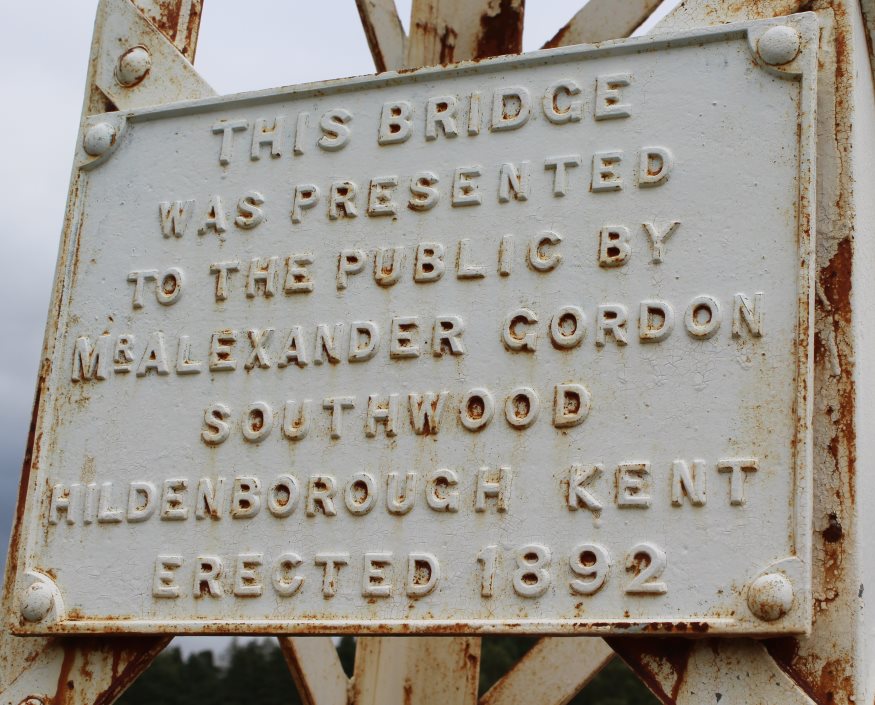 THIS BRIDGE
WAS PRESENTED
TO THE PUBLIC BY
MR ALEXANDER GORDON
SOUTHWOOD
HILDENBOROUGH KENT
ERECTED 1892